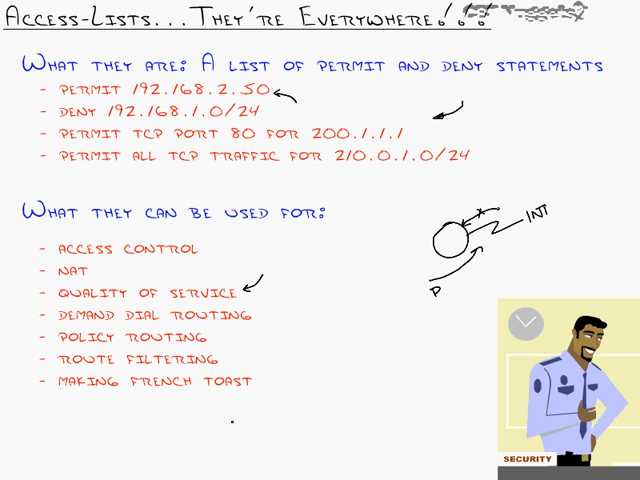 Access-Lists...They're Everywhere!!!
What they are: A list of permit and deny statements
- permit 192.168.2.50
- deny 192.168.1.0/24
- permit TCP port 80 for 200.1.1.1
- permit all TCP traffic for 210.0.1.0/24
What they can be used for:
- access control
- NAT
- Quality of Service
- demand dial routing
- policy routing
- route filtering
- making french toast
INT
P
SECURITY